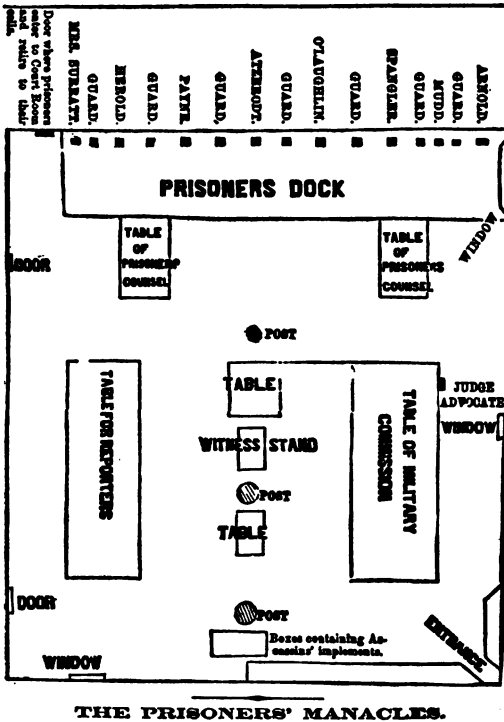 Door where prisoners
enter to Court Room
and retire to their
cells.
MRS. SURRATT.
GUARD.
HEROLD.
GUARD.
PAYNE
GUARD,
ATERRODT.
GUARD.
O'LAUGHLIN.
GUARD.
SPANGLER.
GUARD.
MUDD.
GUARD.
ARNOLD.
PRISONERS DOCK
WINDOW
DOOR
TABLE
OF
PRISONERS
COUNSEL
TABLE
OF
PRISONERS
COUNSEL
POST
TABLE FOR REPORTERS
TABLE
WITNESS STAND
POST
TABLE
TABLE OF MILITARY
COMMISSION
JUDGE
ADVOCATE
WINDOW
DOOR
POST
Boxes containing As-
cassins' implements.
ENTRANCE
WINDOW
THE PRISONERS' MANACLES.